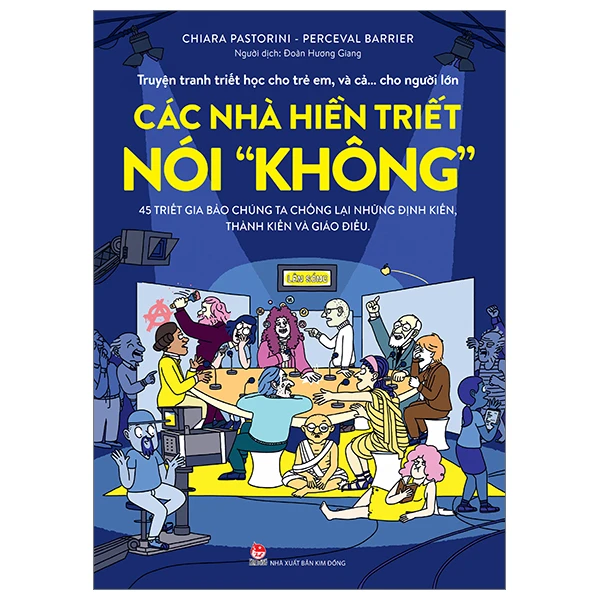 CHIARA PASTORINI - PERCEVAL BARRIER
Người dịch: Đoàn Hương Giang
Truyện tranh triết học cho trẻ em, và cả... cho người lớn
CÁC NHÀ HIỀN TRIẾT
NÓI “KHÔNG”
45 TRIẾT GIA BẢO CHÚNG TA CHỐNG LẠI NHỮNG ĐỊNH KIẾN,
THÀNH KIẾN VÀ GIÁO ĐIỀU.
LÊN SÓNG
NHÀ XUẤT BẢN KIM ĐỒNG